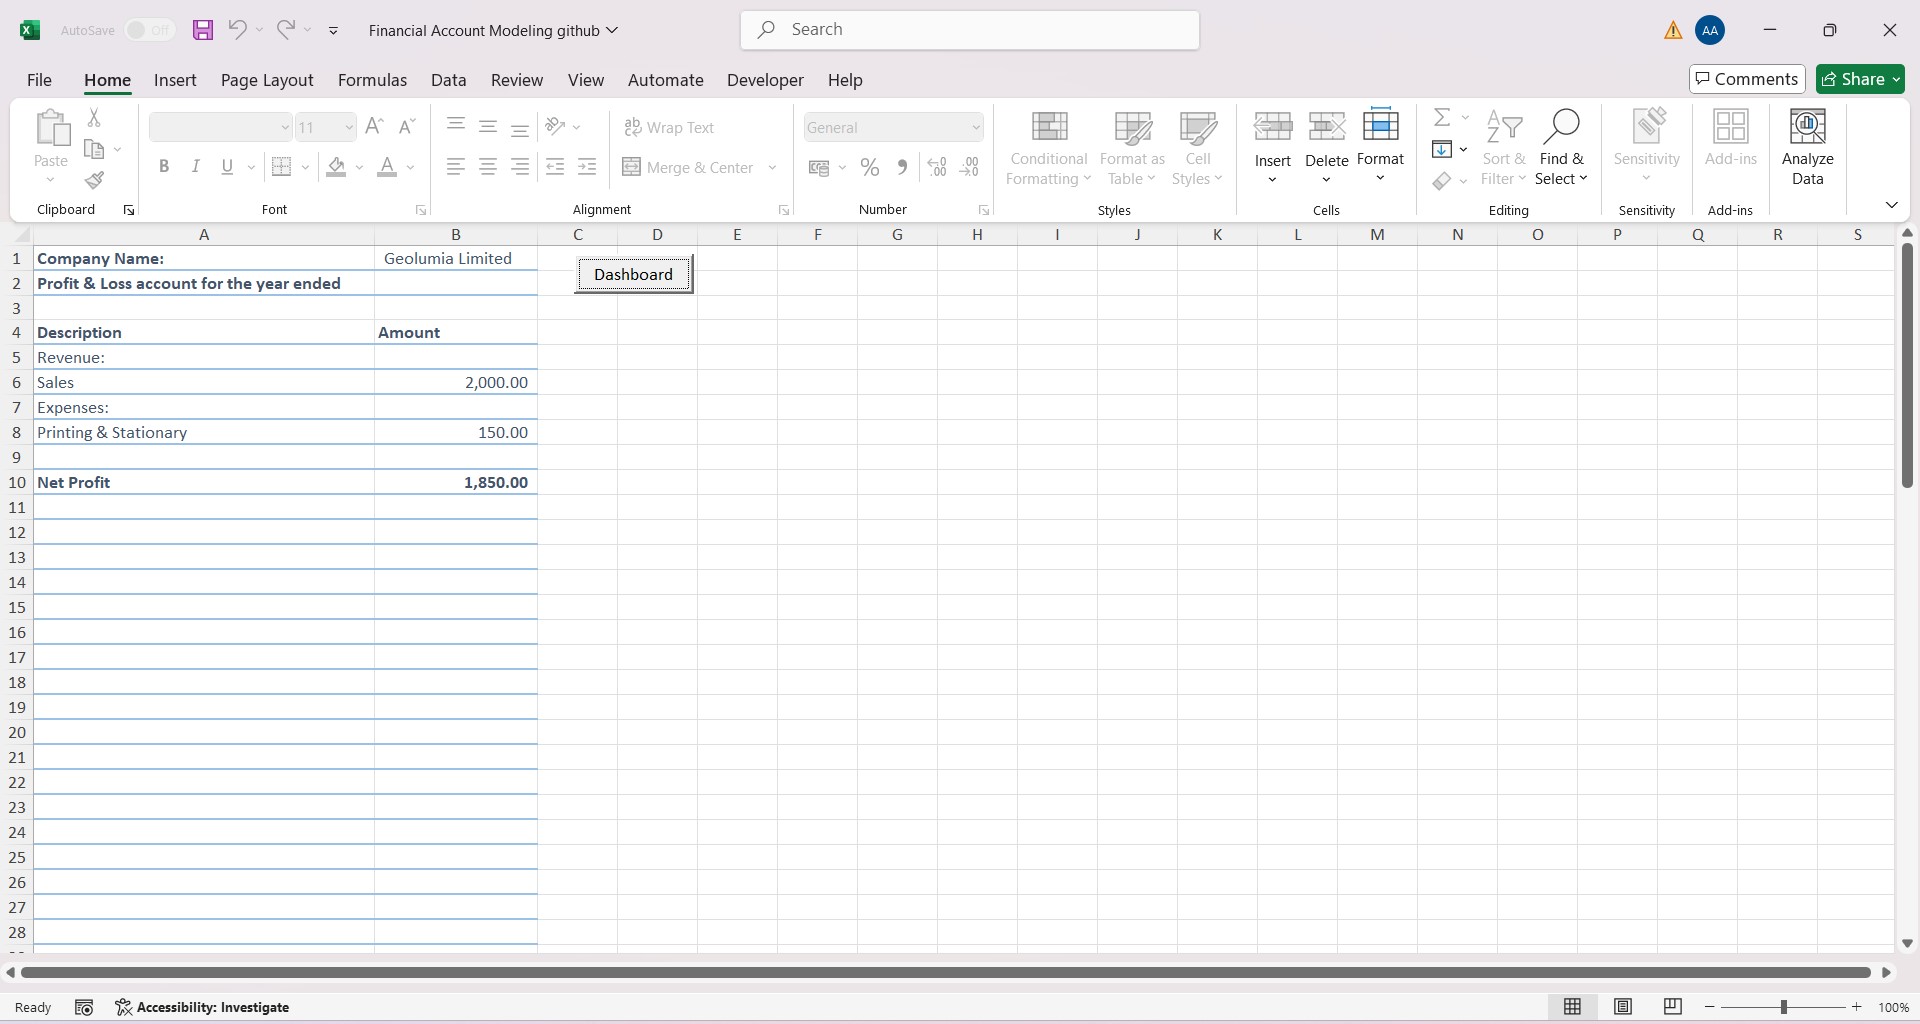 AutoSave Off Financial Account Modeling github Search AA
File Home Insert Page Layout Formulas Data Review View Automate Developer Help Comments Share
Paste
Clipboard
11
B I U A
Font
Wrap Text
Merge & Center
Alignment
General
% .00
Number
Conditional Formatting
Format as Table
Cell Styles
Styles
Insert
Delete
Format
Cells
Sort & Filter
Find & Select
Editing
Sensitivity
Sensitivity
Add-ins
Add-ins
Analyze Data
A B C D E F G H I J K L M N O P Q R S
1 Company Name: Geolumia Limited Dashboard
2 Profit & Loss account for the year ended
3
4 Description Amount
5 Revenue:
6 Sales 2,000.00
7 Expenses:
8 Printing & Stationary 150.00
9
10 Net Profit 1,850.00
11
12
13
14
15
16
17
18
19
20
21
22
23
24
25
26
27
28
Ready Accessibility: Investigate 100%